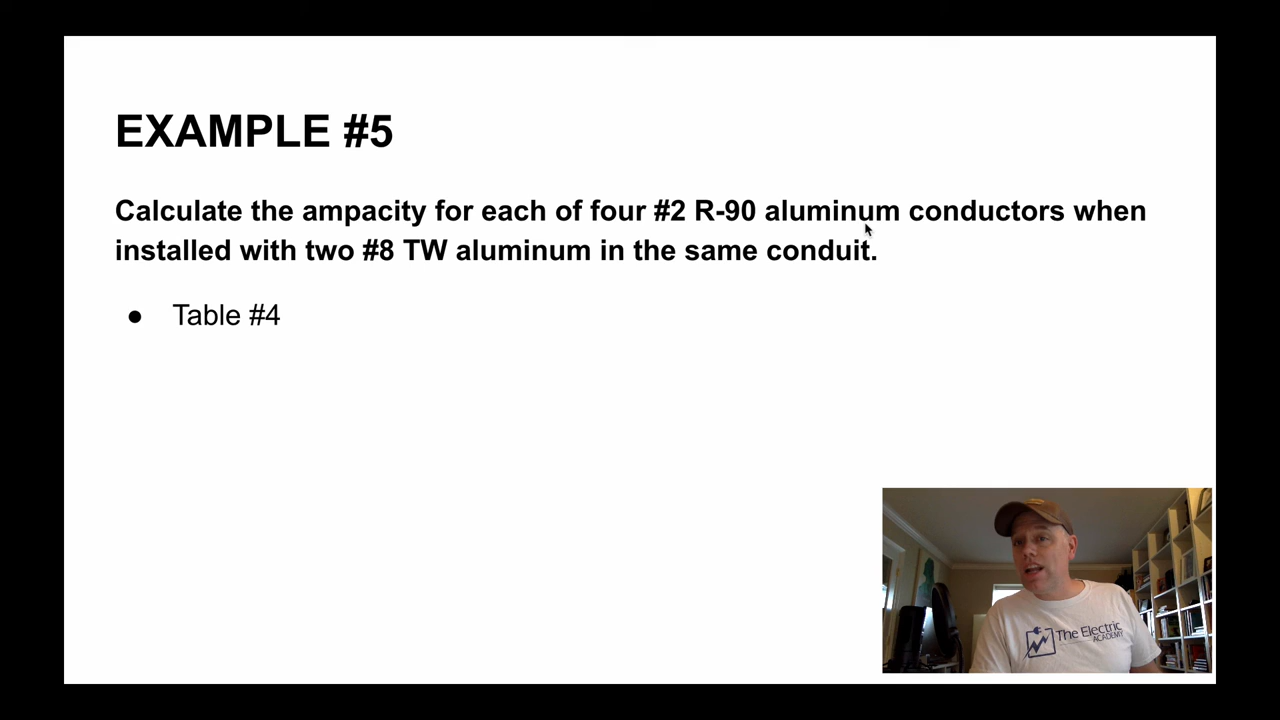 EXAMPLE #5
Calculate the ampacity for each of four #2 R-90 aluminum conductors when
installed with two #8 TW aluminum in the same conduit.
● Table #4
The Electric
ACADEMY